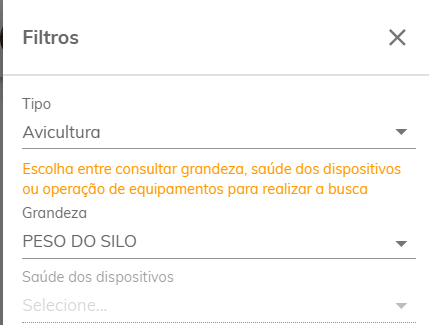 Filtros
Tipo
Avicultura
Escolha entre consultar grandeza, saúde dos dispositivos
ou operação de equipamentos para realizar a busca
Grandeza
PESO DO SILO
Saúde dos dispositivos
Selecione...